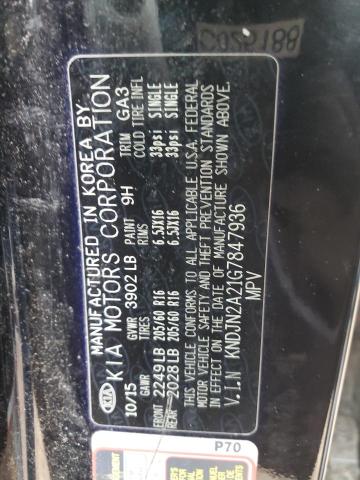 C026188
MANUFACTURED IN KOREA BY
KIA KIA MOTORS CORPORATION
10/15 GVWR 3902 LB PAINT 9H TRIM GA3
GAWR TIRES RIMS COLD TIRE INFL
FRONT 2249 LB 205/60 R16 6.5JX16 33psi SINGLE
REAR 2028 LB 205/60 R16 6.5JX16 33psi SINGLE
THIS VEHICLE CONFORMS TO ALL APPLICABLE U.S.A. FEDERAL
MOTOR VEHICLE SAFETY AND THEFT PREVENTION STANDARDS
IN EFFECT ON THE DATE OF MANUFACTURE SHOWN ABOVE.
V.I.N KNDJN2A21G7847936
MPV
P70